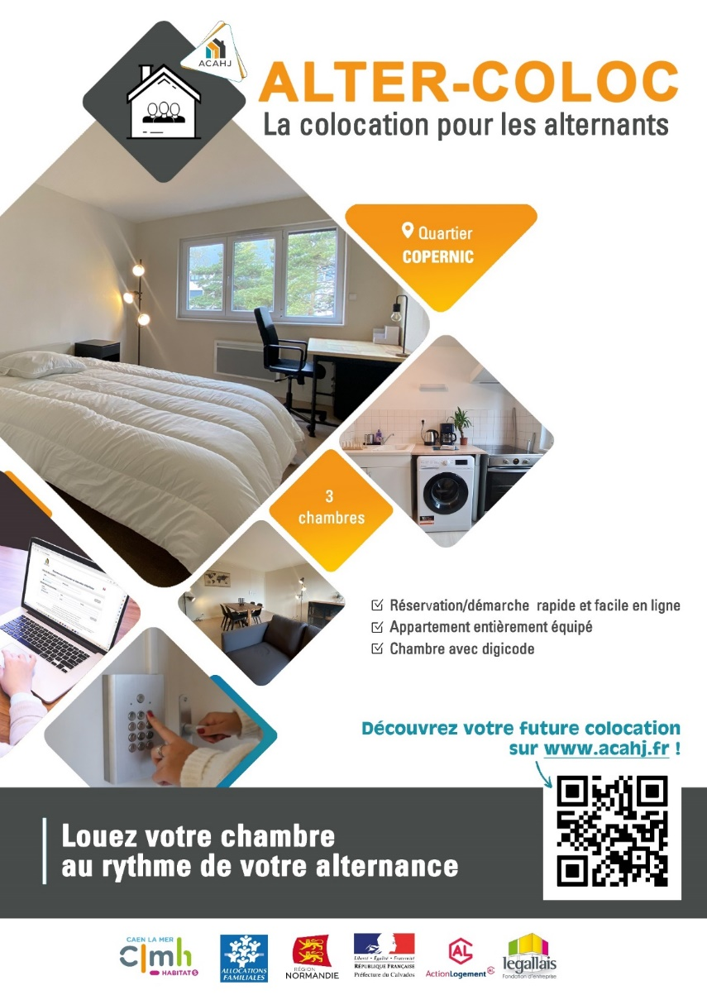 ACAHJ
ALTER-COLOC
La colocation pour les alternants
Quartier
COPERNIC
3
chambres
Réservation/démarche rapide et facile en ligne
Appartement entièrement équipé
Chambre avec digicode
Découvrez votre future colocation
sur www.acahj.fr !
Louez votre chambre
au rythme de votre alternance
CAEN LA MER
clmh
HABITAT
ALLOCATIONS
FAMILIALES
RÉGION
NORMANDIE
Liberté • Égalité • Fraternité
RÉPUBLIQUE FRANÇAISE
Préfecture du Calvados
AL
ActionLogement
legallais
Fondation d'entreprise